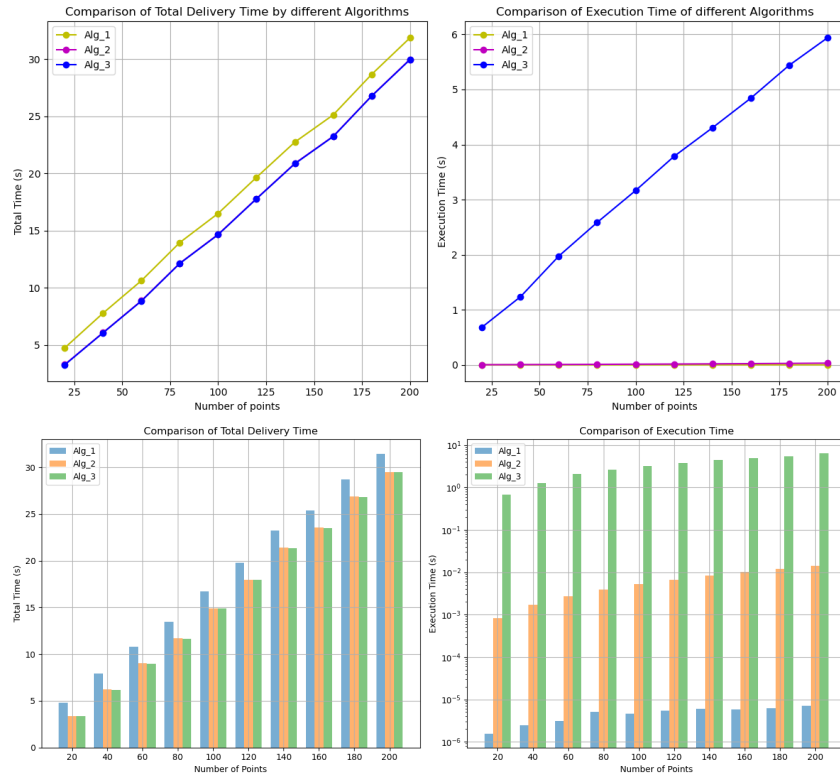 Comparison of Total Delivery Time by different Algorithms
Alg_1
Alg_2
Alg_3
30
25
20
15
10
5
Total Time (s)
25 50 75 100 125 150 175 200
Number of points
Comparison of Execution Time of different Algorithms
Alg_1
Alg_2
Alg_3
6
5
4
3
2
1
0
Execution Time (s)
25 50 75 100 125 150 175 200
Number of points
Comparison of Total Delivery Time
Alg_1
Alg_2
Alg_3
30
25
20
15
10
5
0
Total Time (s)
20 40 60 80 100 120 140 160 180 200
Number of Points
Comparison of Execution Time
Alg_1
Alg_2
Alg_3
10¹
10⁰
10⁻¹
10⁻²
10⁻³
10⁻⁴
10⁻⁵
10⁻⁶
Execution Time (s)
20 40 60 80 100 120 140 160 180 200
Number of Points